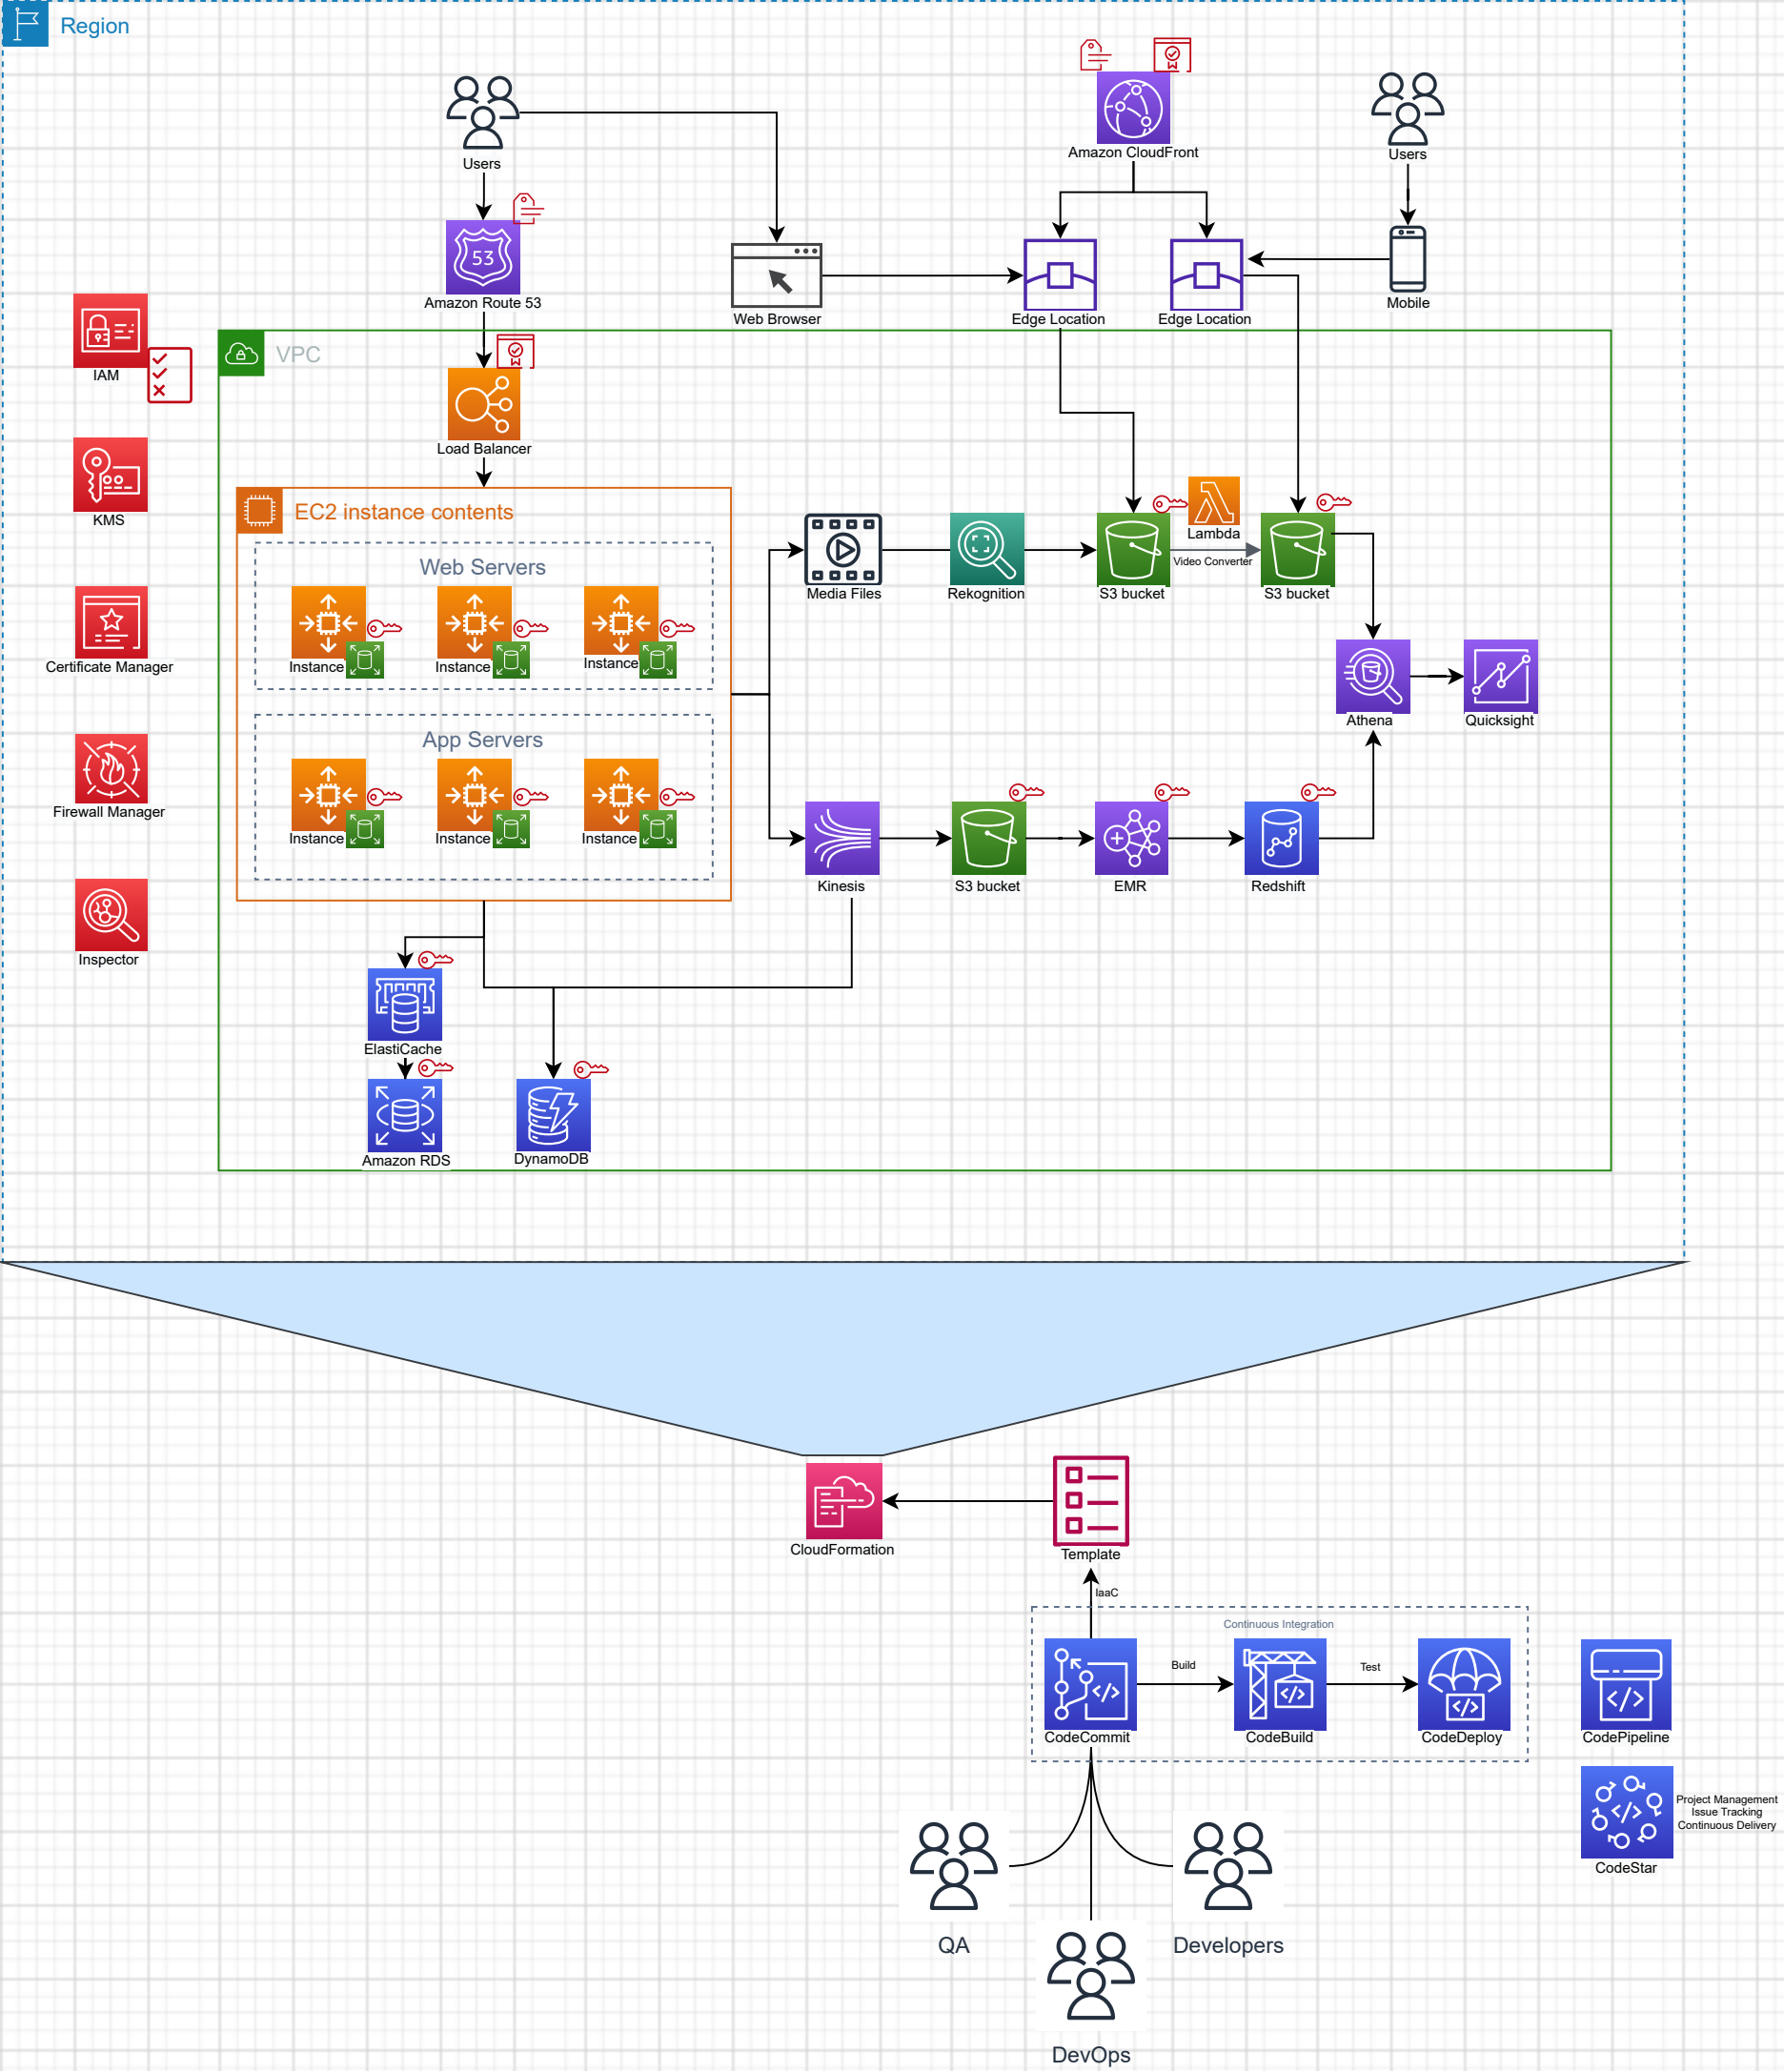 Region
Users
Amazon CloudFront
Users
53
Amazon Route 53
Web Browser
Edge Location
Edge Location
Mobile
IAM
VPC
Load Balancer
KMS
EC2 instance contents
Lambda
Video Converter
Media Files
Rekognition
S3 bucket
S3 bucket
Web Servers
Instance
Instance
Instance
Certificate Manager
Athena
Quicksight
App Servers
Instance
Instance
Instance
Firewall Manager
Kinesis
S3 bucket
EMR
Redshift
Inspector
ElastiCache
Amazon RDS
DynamoDB
CloudFormation
Template
IaaC
Continuous Integration
Build
Test
CodeCommit
CodeBuild
CodeDeploy
CodePipeline
Project Management
Issue Tracking
Continuous Delivery
CodeStar
QA
Developers
DevOps